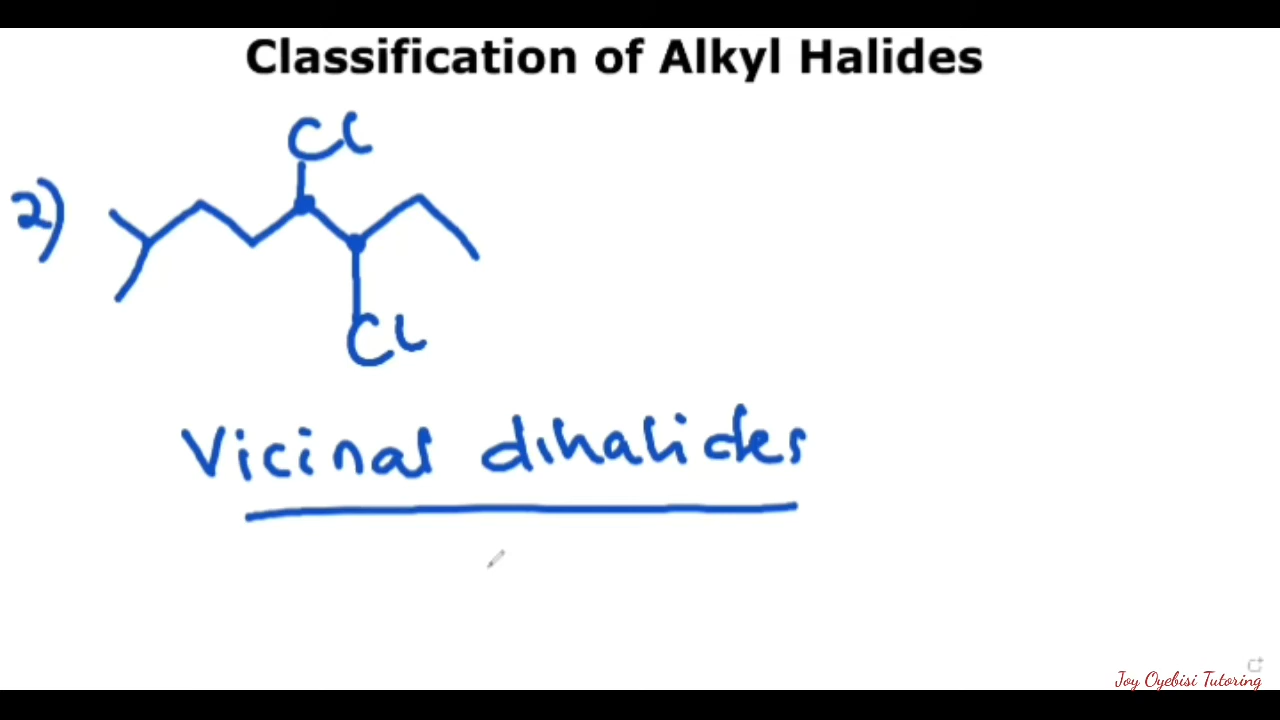 Classification of Alkyl Halides
Cl
2)
Cl
Vicinal dihalides
Joy Oyebisi Tutoring